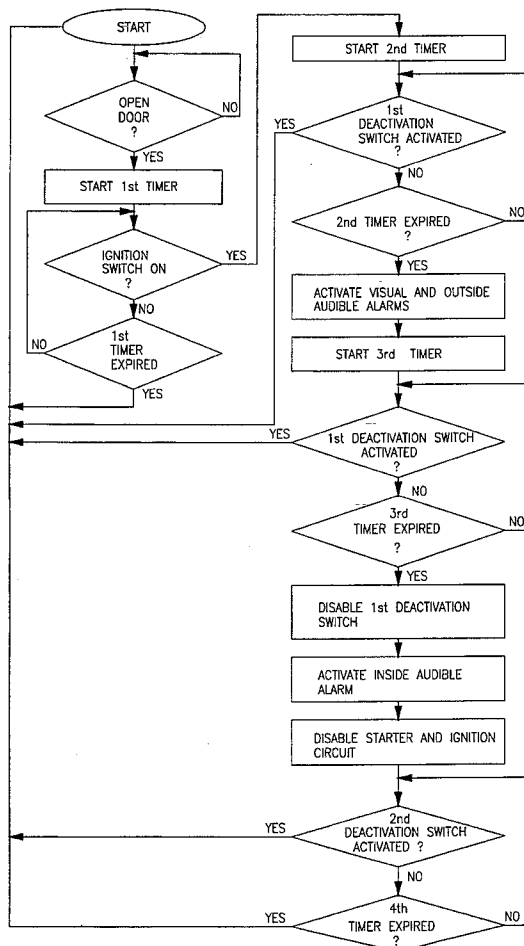 START
OPEN
DOOR
?
NO
YES
START 1st TIMER
IGNITION
SWITCH ON
?
YES
NO
1st
TIMER
EXPIRED
NO
YES
START 2nd TIMER
1st
DEACTIVATION
SWITCH ACTIVATED
?
YES
NO
2nd TIMER EXPIRED
?
NO
YES
ACTIVATE VISUAL AND OUTSIDE
AUDIBLE ALARMS
START 3rd TIMER
1st DEACTIVATION SWITCH
ACTIVATED
?
YES
NO
3rd
TIMER EXPIRED
?
NO
YES
DISABLE 1st DEACTIVATION
SWITCH
ACTIVATE INSIDE AUDIBLE
ALARM
DISABLE STARTER AND IGNITION
CIRCUIT
2nd
DEACTIVATION SWITCH
ACTIVATED ?
YES
NO
4th
TIMER EXPIRED
?
YES
NO